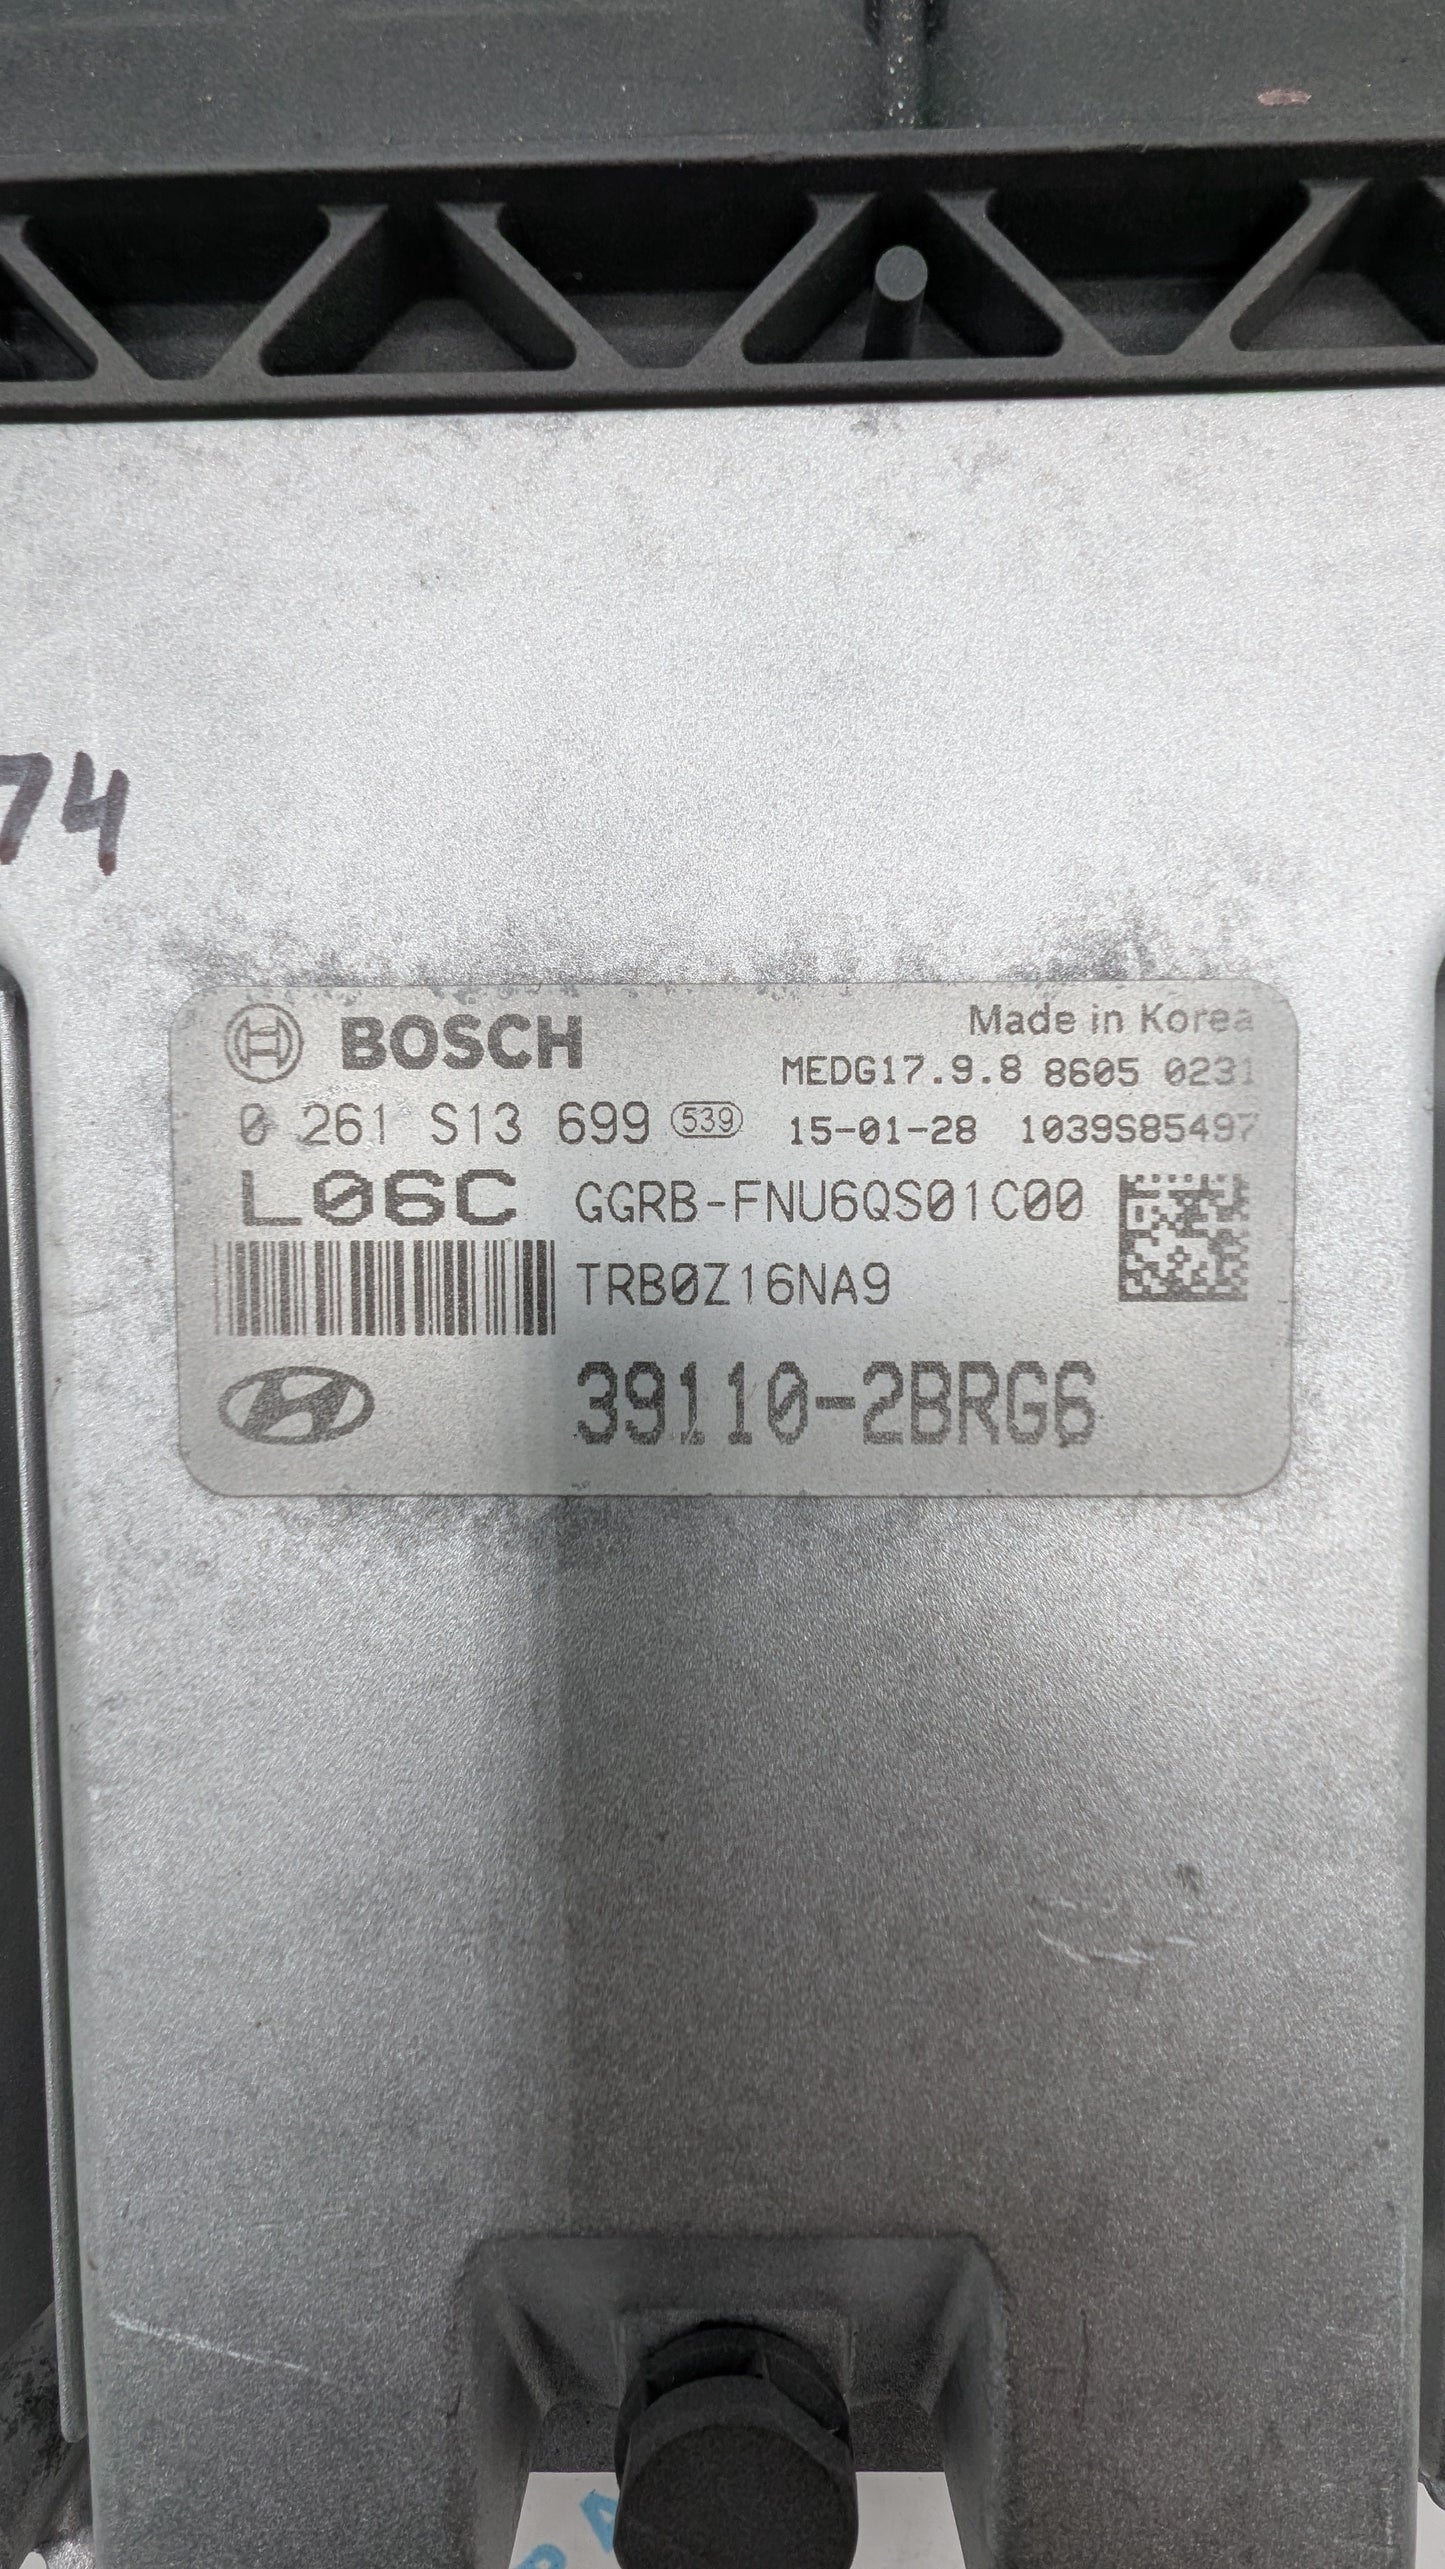 74
BOSCH
Made in Korea
MEDG17.9.8 8605 0231
0 261 S13 699 539
15-01-28 1039S85497
L06C GGRB-FNU6QS01C00
TRB0Z16NA9
39110-2BRG6